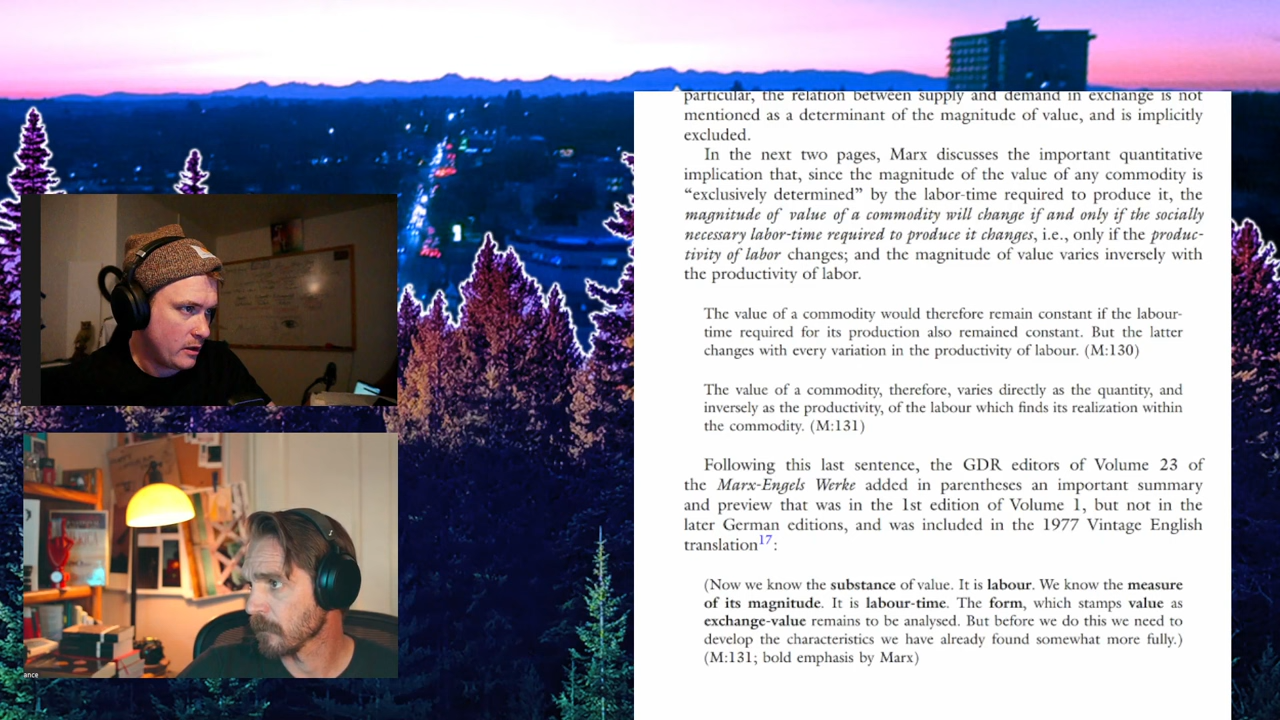 particular, the relation between supply and demand in exchange is not
mentioned as a determinant of the magnitude of value, and is implicitly
excluded.
In the next two pages, Marx discusses the important quantitative
implication that, since the magnitude of the value of any commodity is
“exclusively determined” by the labor-time required to produce it, the
magnitude of value of a commodity will change if and only if the socially
necessary labor-time required to produce it changes, i.e., only if the produc-
tivity of labor changes; and the magnitude of value varies inversely with
the productivity of labor.
The value of a commodity would therefore remain constant if the labour-
time required for its production also remained constant. But the latter
changes with every variation in the productivity of labour. (M:130)
The value of a commodity, therefore, varies directly as the quantity, and
inversely as the productivity, of the labour which finds its realization within
the commodity. (M:131)
Following this last sentence, the GDR editors of Volume 23 of
the Marx-Engels Werke added in parentheses an important summary
and preview that was in the 1st edition of Volume 1, but not in the
later German editions, and was included in the 1977 Vintage English
translation17:
(Now we know the substance of value. It is labour. We know the measure
of its magnitude. It is labour-time. The form, which stamps value as
exchange-value remains to be analysed. But before we do this we need to
develop the characteristics we have already found somewhat more fully.)
(M:131; bold emphasis by Marx)
ance